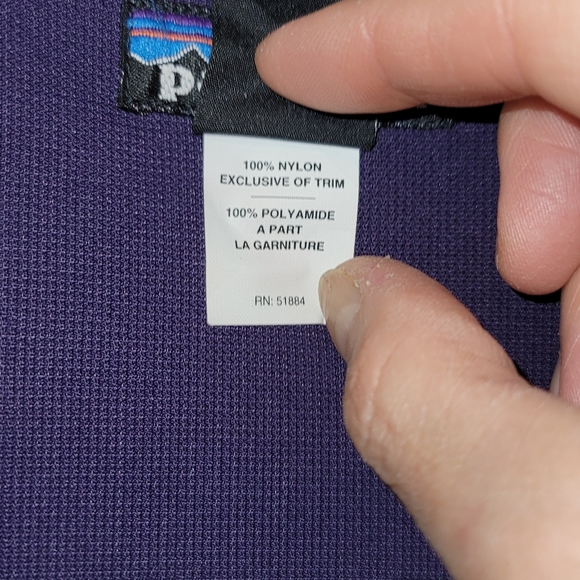 p
100% NYLON
EXCLUSIVE OF TRIM
100% POLYAMIDE
A PART
LA GARNITURE
RN: 51884